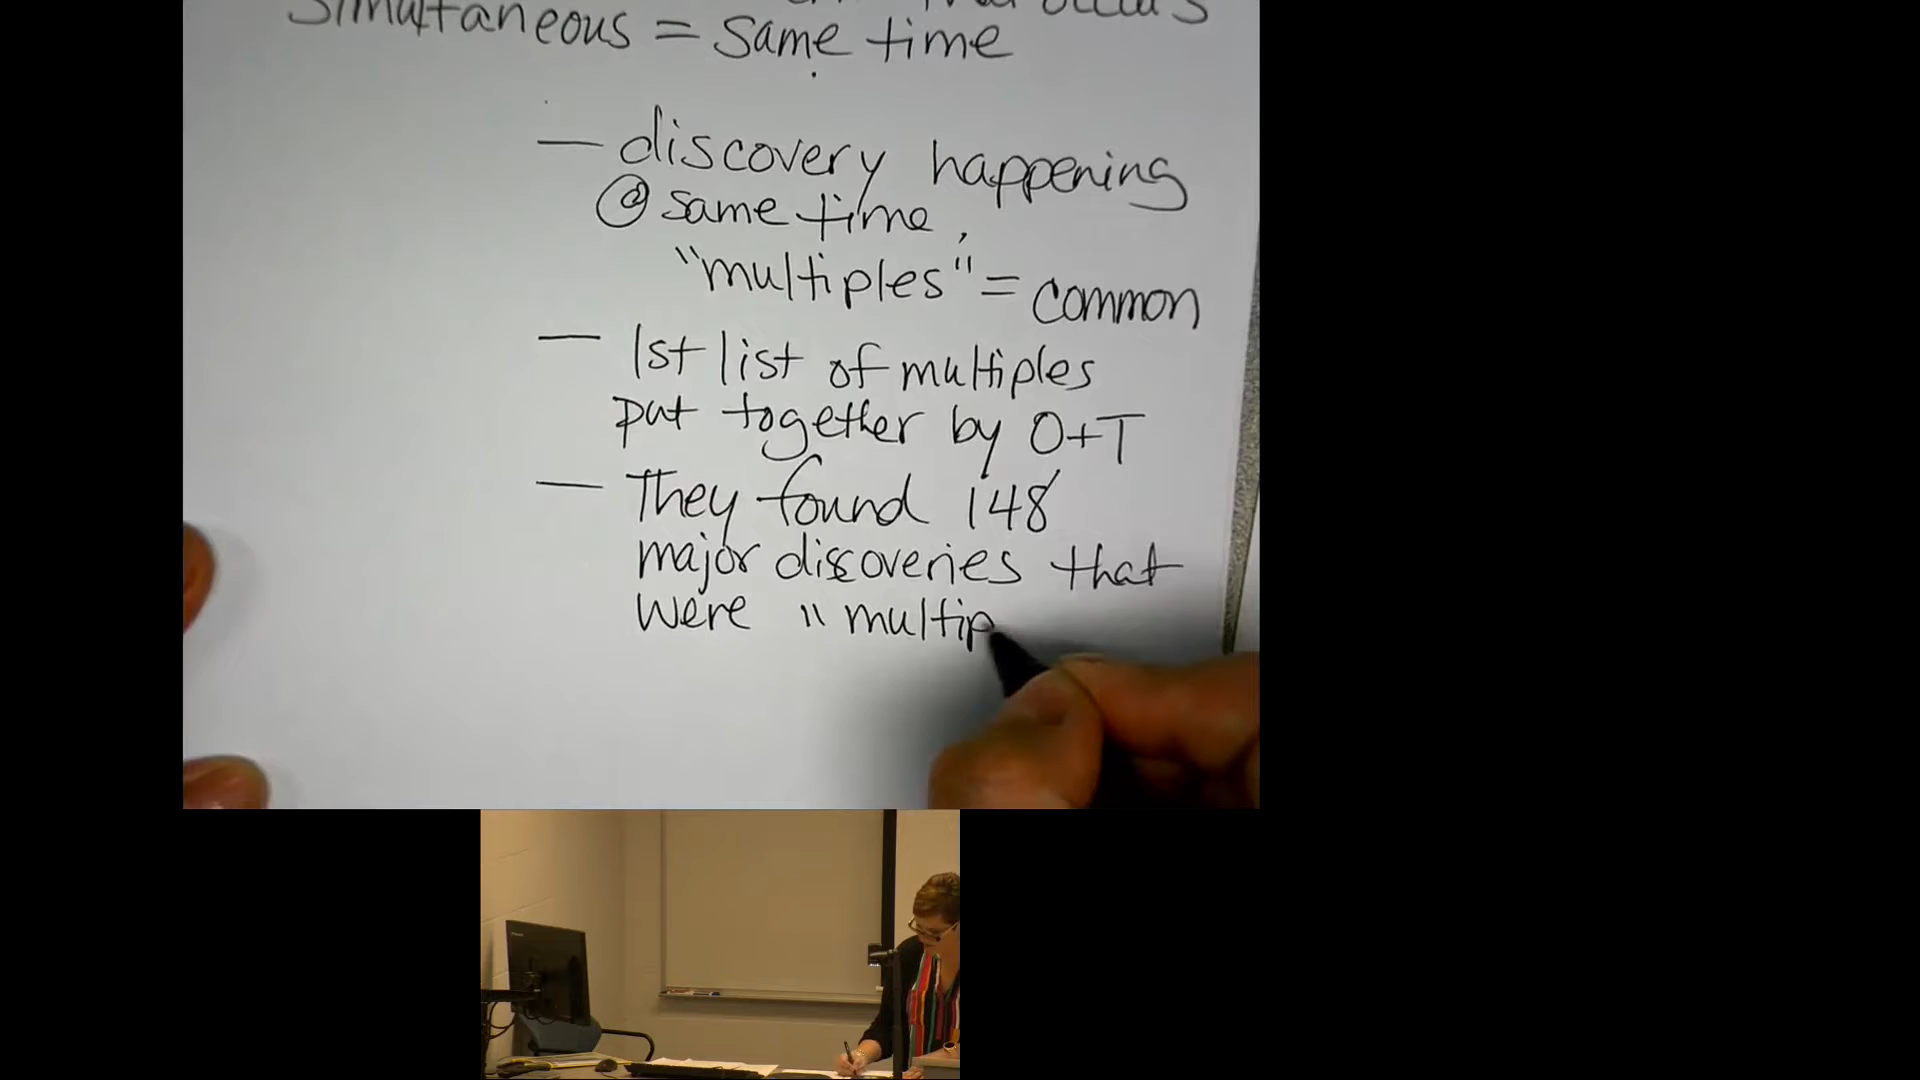 Simultaneous = same time
— discovery happening
@ same time,
"multiples" = common
— 1st list of multiples
put together by O+T
— They found 148
major discoveries that
were "multip